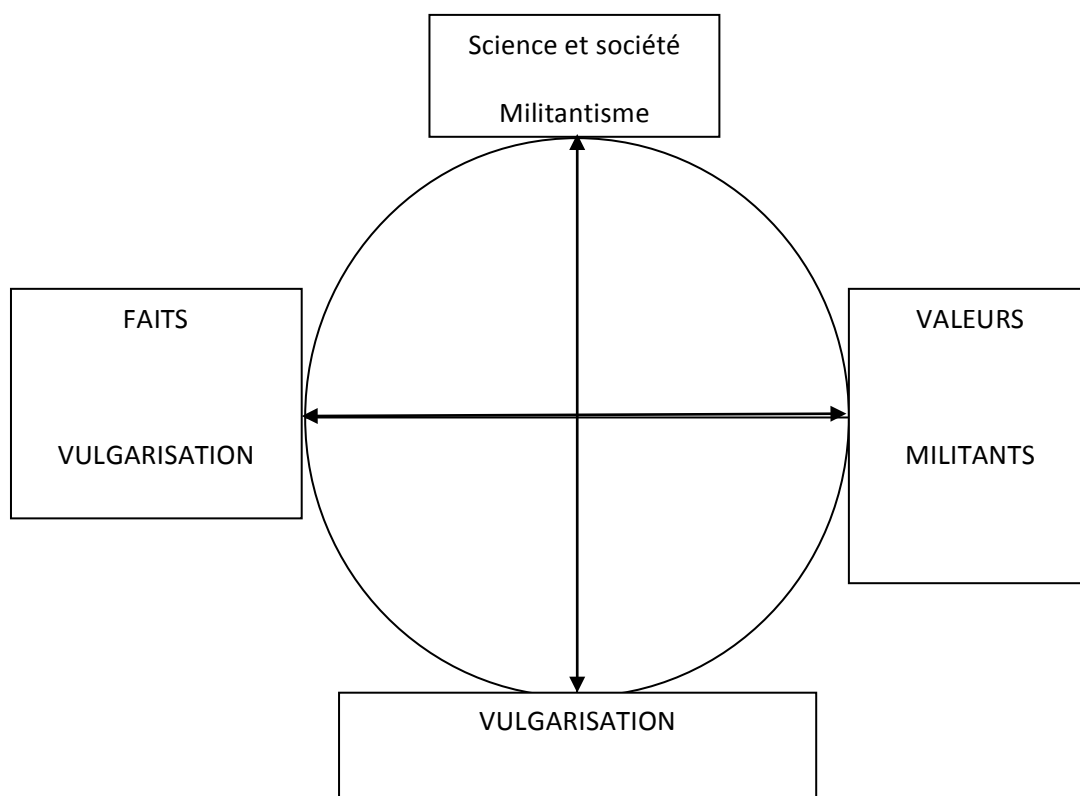 Science et société
Militantisme
FAITS
VULGARISATION
VALEURS
MILITANTS
VULGARISATION